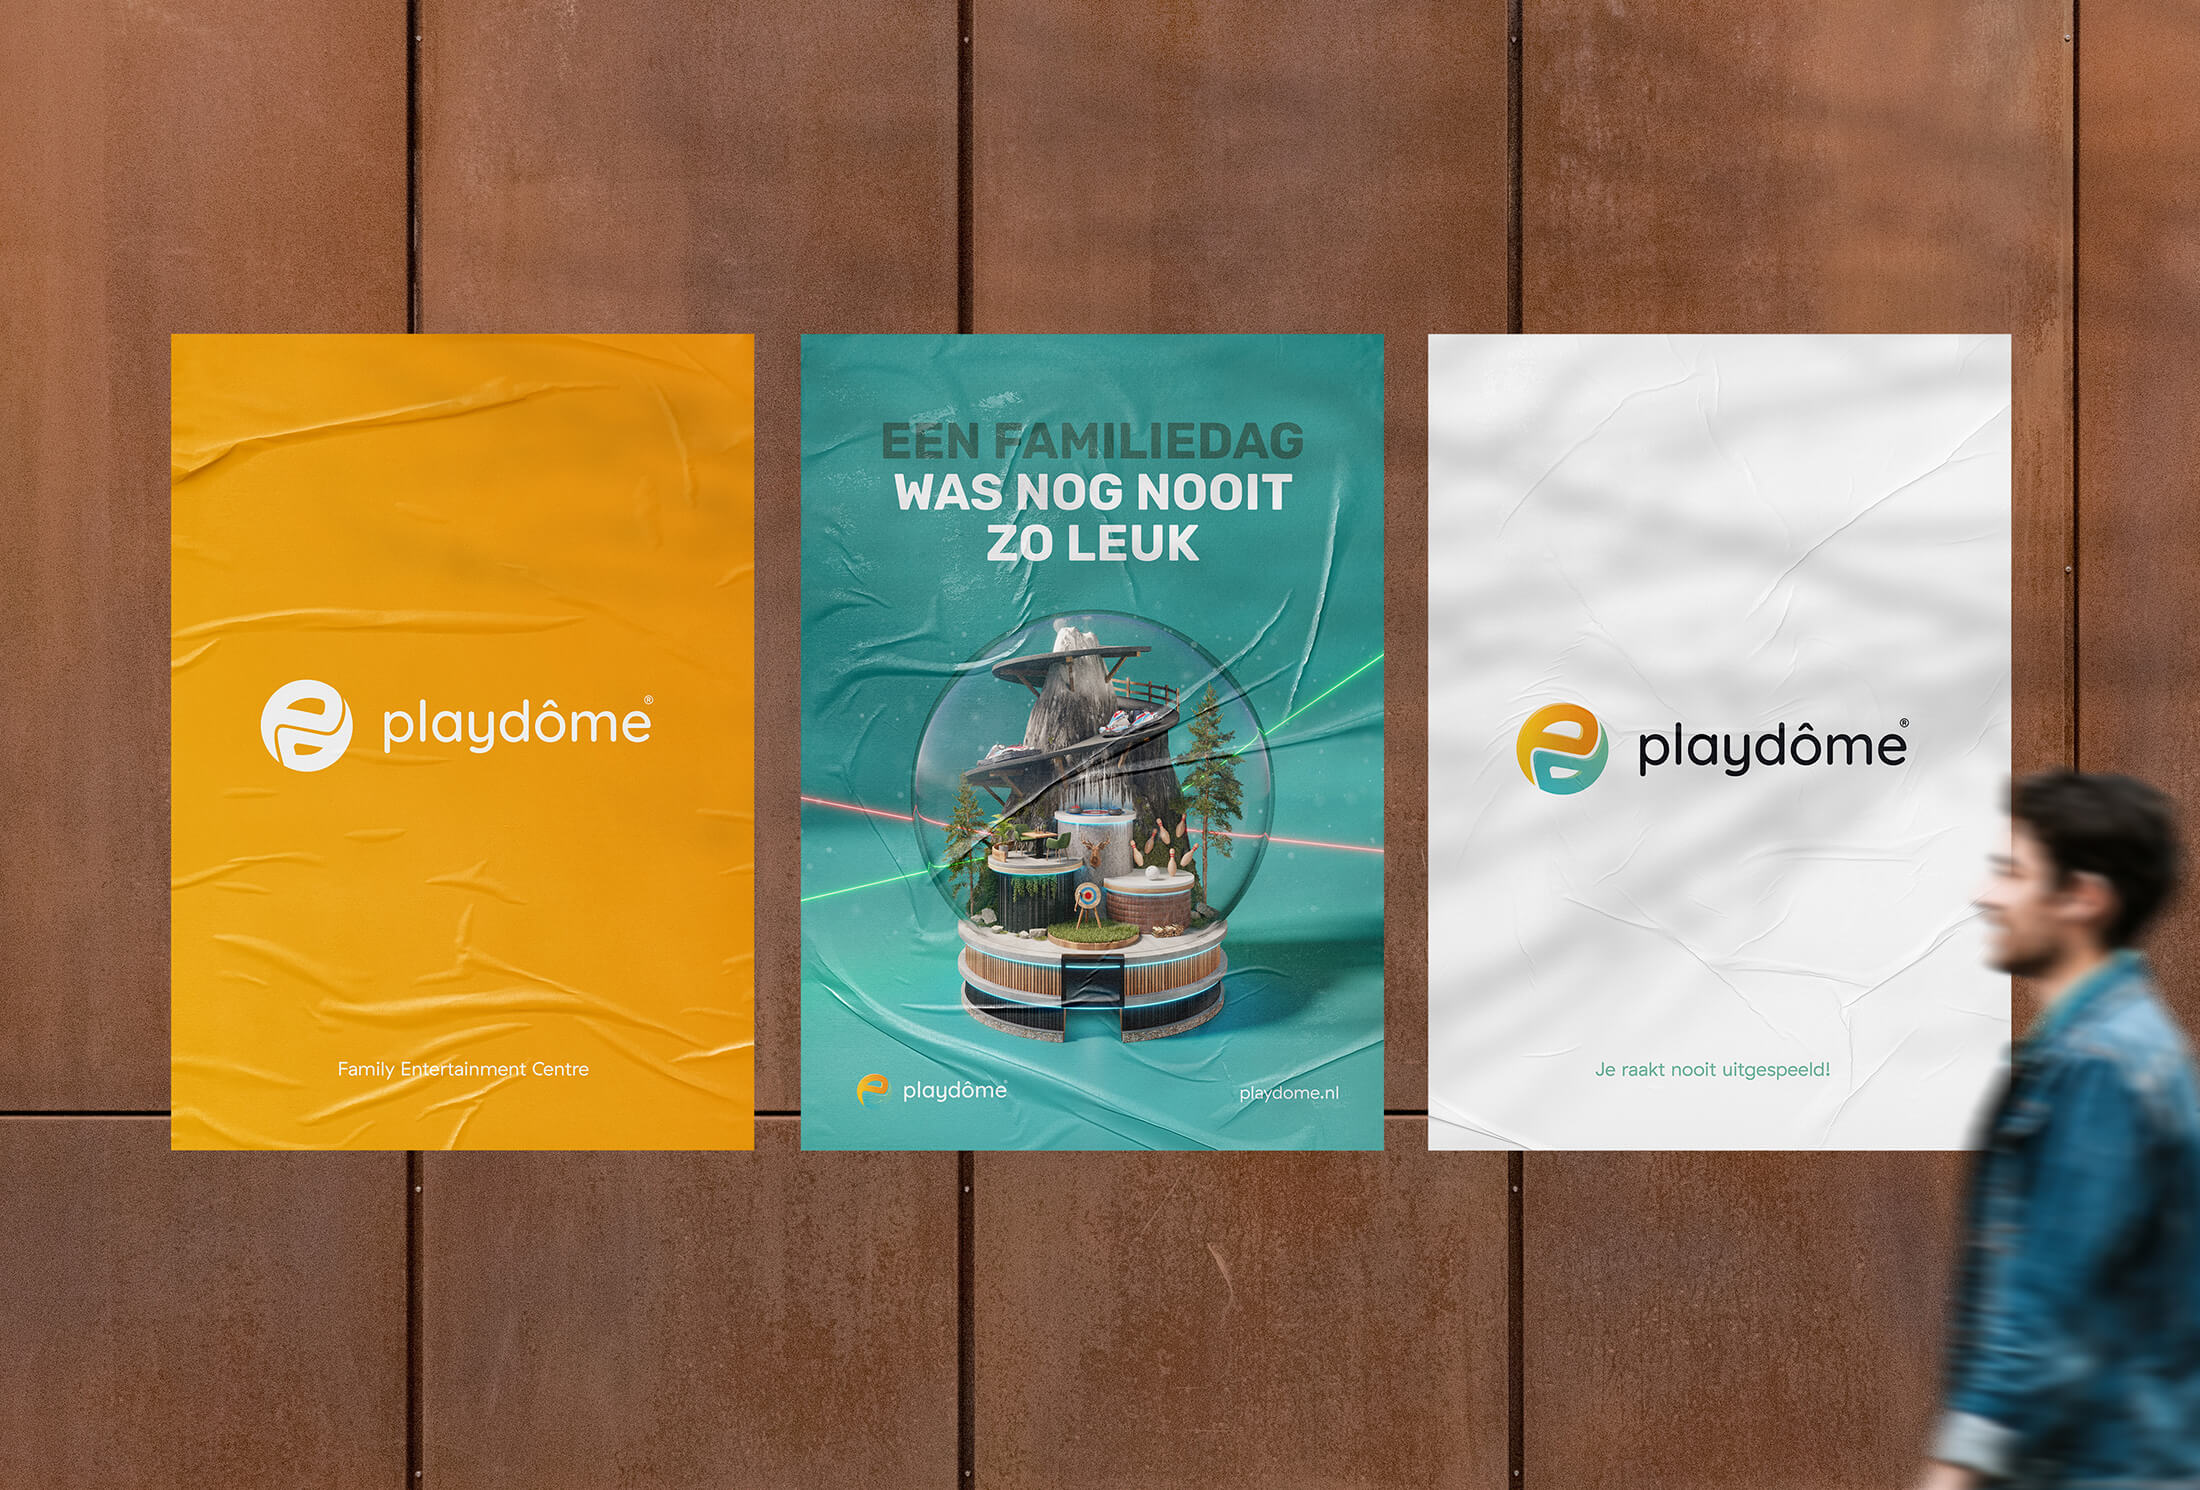 playdôme®
Family Entertainment Centre
EEN FAMILIEDAG
WAS NOG NOOIT
ZO LEUK
playdôme
playdome.nl
playdôme®
Je raakt nooit uitgespeeld!